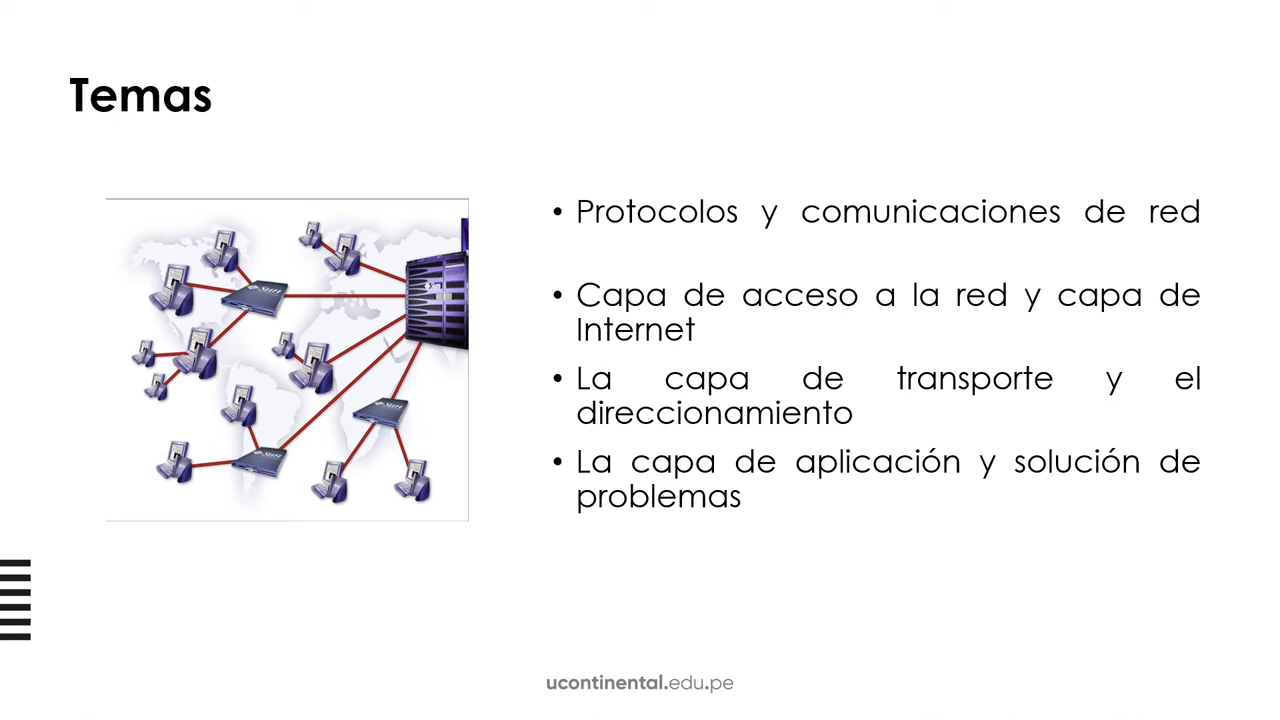 Temas
• Protocolos y comunicaciones de red
• Capa de acceso a la red y capa de
Internet
• La capa de transporte y el
direccionamiento
• La capa de aplicación y solución de
problemas
ucontinental.edu.pe